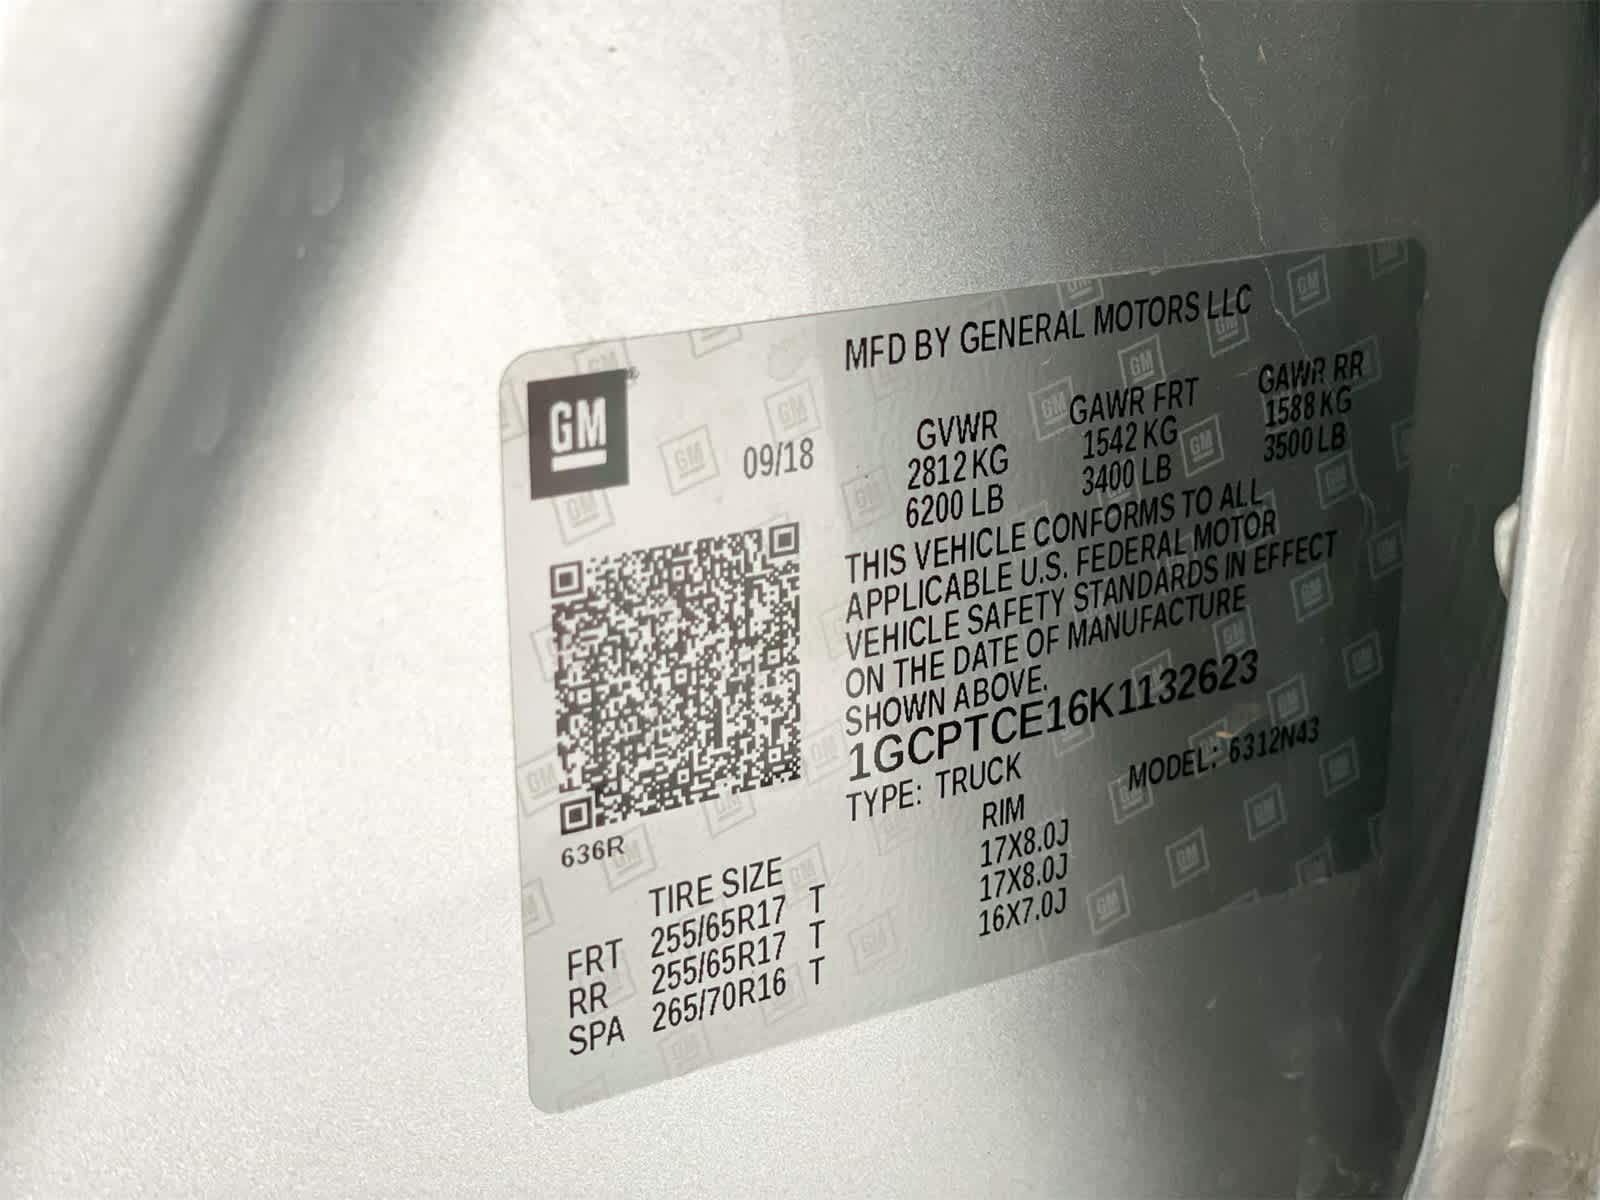 MFD BY GENERAL MOTORS LLC
GM
09/18
GVWR GAWR FRT GAWR RR
2812 KG 1542 KG 1588 KG
6200 LB 3400 LB 3500 LB
THIS VEHICLE CONFORMS TO ALL
APPLICABLE U.S. FEDERAL MOTOR
VEHICLE SAFETY STANDARDS IN EFFECT
ON THE DATE OF MANUFACTURE
SHOWN ABOVE.
1GCPTCE16K1132623
TYPE: TRUCK MODEL: 6312N43
636R
TIRE SIZE RIM
FRT 255/65R17 T 17X8.0J
RR 255/65R17 T 17X8.0J
SPA 265/70R16 T 16X7.0J